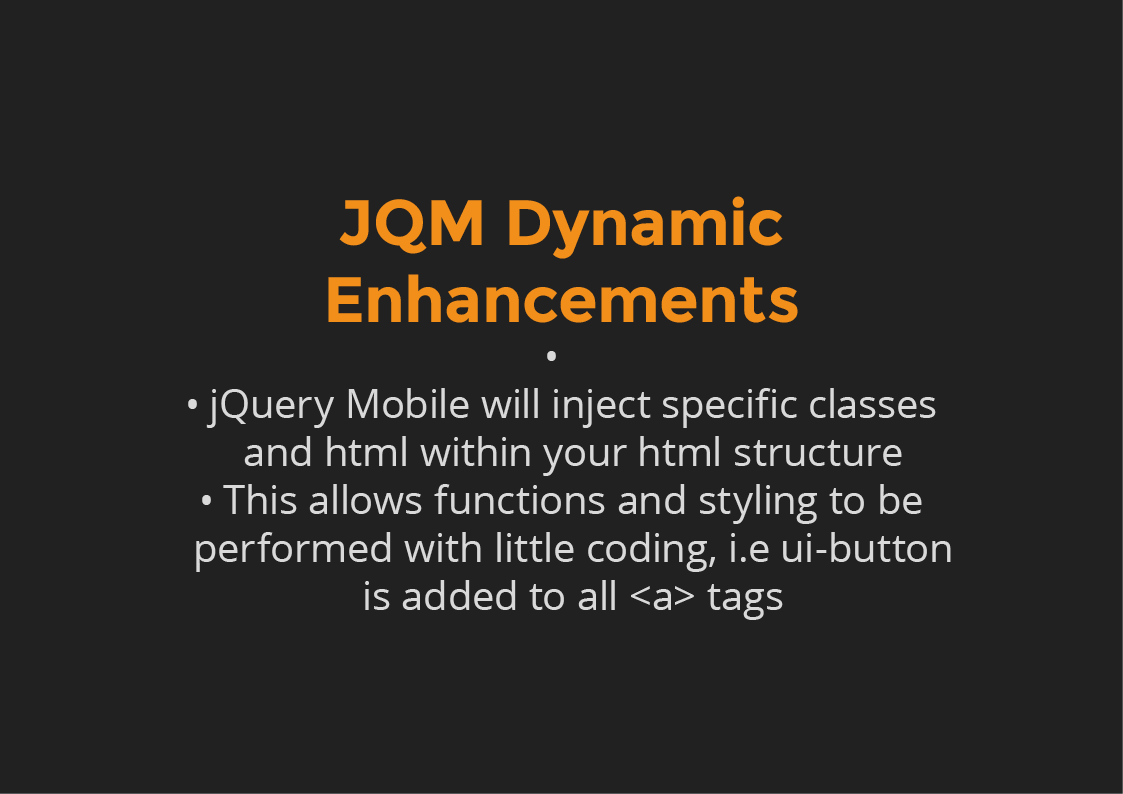 JQM Dynamic
Enhancements
•
• jQuery Mobile will inject specific classes
and html within your html structure
• This allows functions and styling to be
performed with little coding, i.e ui-button
is added to all <a> tags